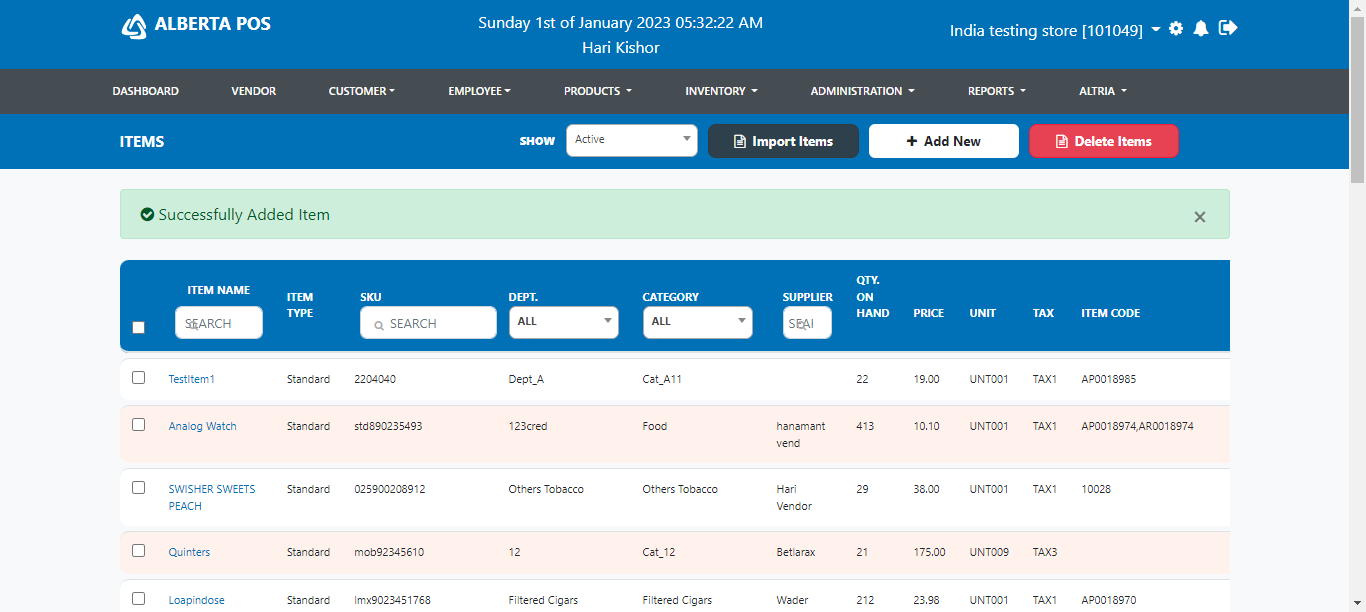 ALBERTA POS
Sunday 1st of January 2023 05:32:22 AM
Hari Kishor
India testing store [101049]
DASHBOARD VENDOR CUSTOMER EMPLOYEE PRODUCTS INVENTORY ADMINISTRATION REPORTS ALTRIA
ITEMS SHOW Active Import Items + Add New Delete Items
Successfully Added Item ×
ITEM NAME ITEM TYPE SKU DEPT. CATEGORY SUPPLIER QTY. ON HAND PRICE UNIT TAX ITEM CODE
SEARCH SEARCH ALL ALL SEAI
TestItem1 Standard 2204040 Dept_A Cat_A11 22 19.00 UNT001 TAX1 AP0018985
Analog Watch Standard std890235493 123cred Food hanamant 413 10.10 UNT001 TAX1 AP0018974,AR0018974
vend
SWISHER SWEETS Standard 025900208912 Others Tobacco Others Tobacco Hari 29 38.00 UNT001 TAX1 10028
PEACH Vendor
Quinters Standard mob92345610 12 Cat_12 Betlarax 21 175.00 UNT009 TAX3
Loapindose Standard lmx9023451768 Filtered Cigars Filtered Cigars Wader 212 23.98 UNT001 TAX1 AP0018970